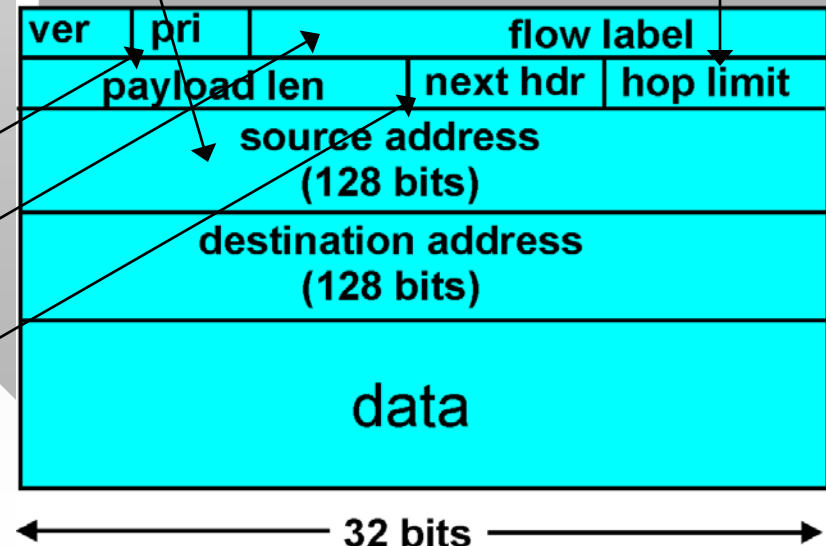 ver pri flow label
payload len next hdr hop limit
source address
(128 bits)
destination address
(128 bits)
data
32 bits